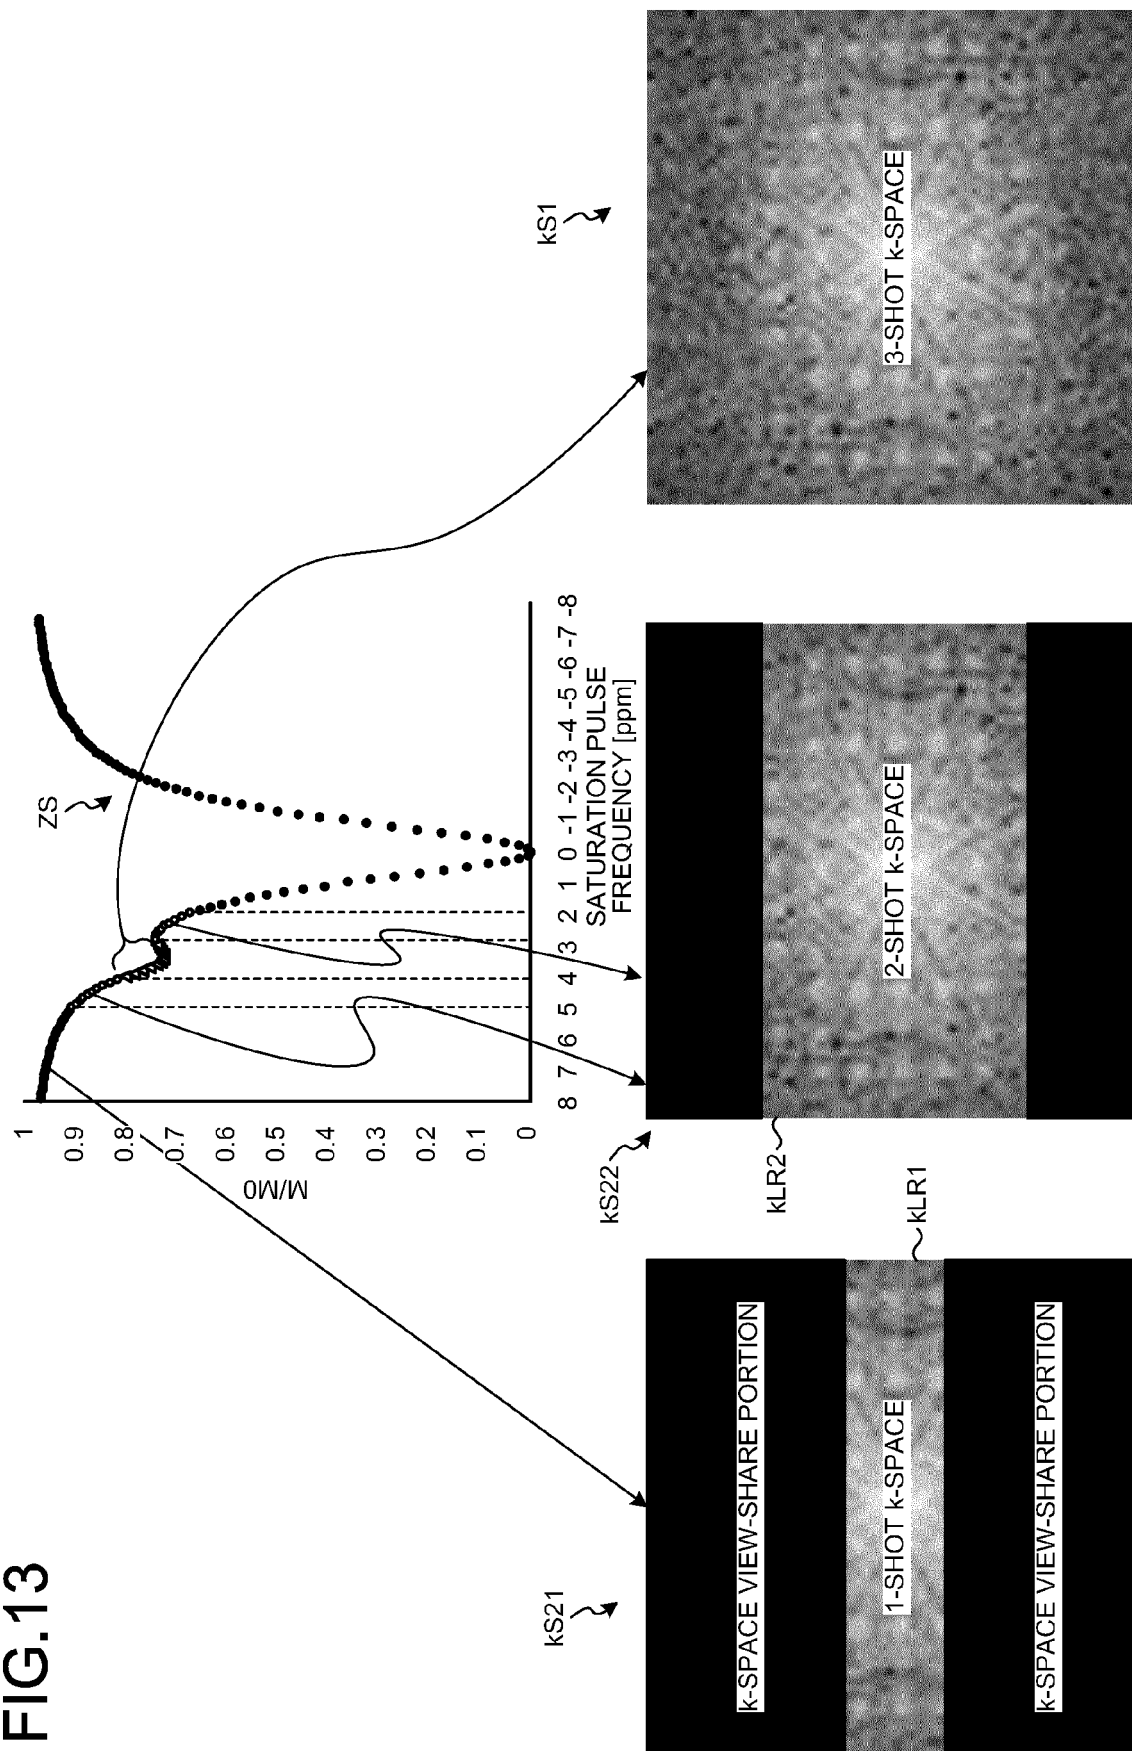 FIG.13
ZS
1
0.9
0.8
0.7
0.6
0.5
0.4
0.3
0.2
0.1
0
M/M0
8 7 6 5 4 3 2 1 0 -1 -2 -3 -4 -5 -6 -7 -8
SATURATION PULSE
FREQUENCY [ppm]
kS21
kS22
kS1
kLR2
kLR1
k-SPACE VIEW-SHARE PORTION
1-SHOT k-SPACE
k-SPACE VIEW-SHARE PORTION
2-SHOT k-SPACE
3-SHOT k-SPACE